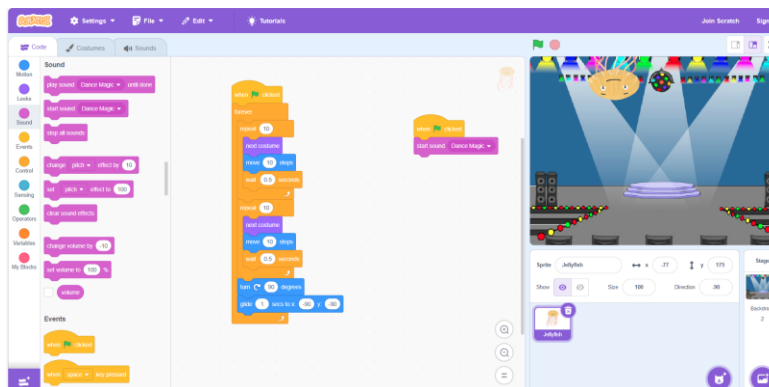 SCRATCH Settings File Edit Tutorials Join Scratch Sign
Code Costumes Sounds
Motion
Looks
Sound
Events
Control
Sensing
Operators
Variables
My Blocks
Sound
play sound Dance Magic until done
start sound Dance Magic
stop all sounds
change pitch effect by 10
set pitch effect to 100
clear sound effects
change volume by -10
set volume to 100 %
volume
Events
when clicked
when space key pressed
when clicked
forever
repeat 10
next costume
move 10 steps
wait 0.5 seconds
repeat 10
next costume
move 10 steps
wait 0.5 seconds
turn 90 degrees
glide 1 secs to x: -90 y: -90
when clicked
start sound Dance Magic
Sprite Jellyfish x y 175
Show Size 100 Direction
Jellyfish
Stage
Backdro
2